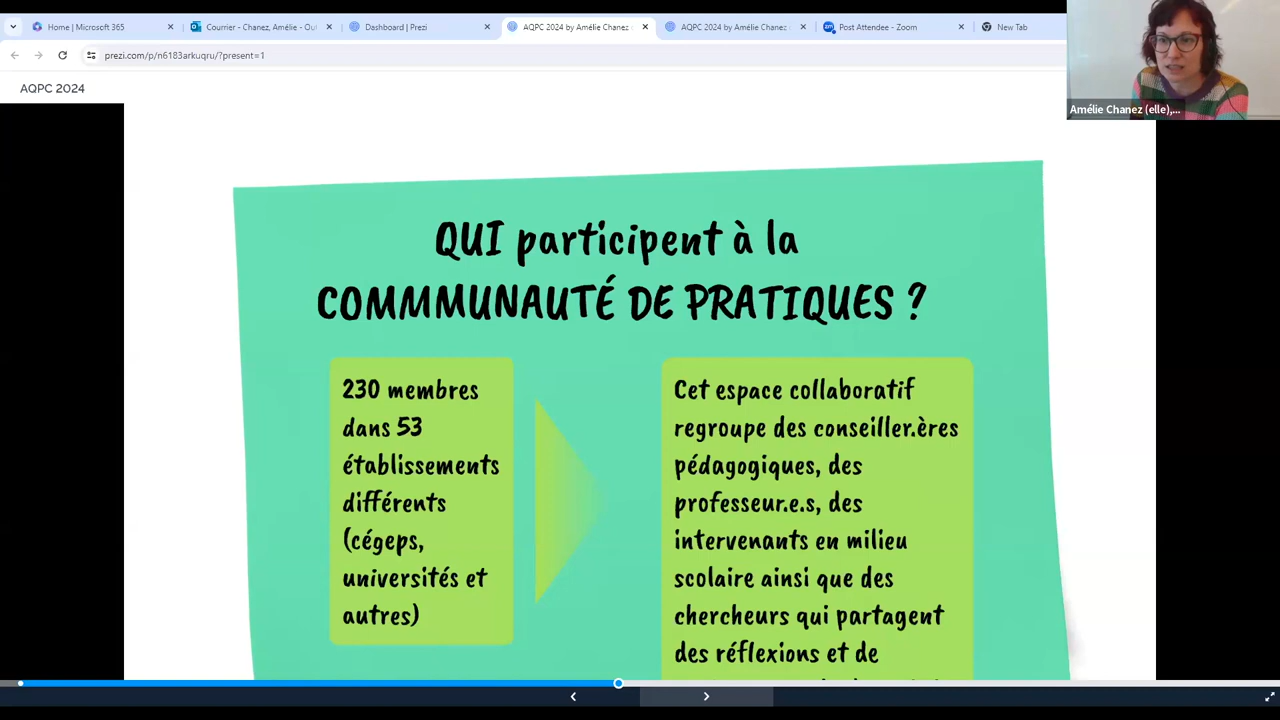 Home | Microsoft 365
Courrier - Chanez, Amélie - Out
Dashboard | Prezi
AQPC 2024 by Amélie Chanez
AQPC 2024 by Amélie Chanez
Post Attendee - Zoom
New Tab
prezi.com/p/n6183arkuqru/?present=1
Amélie Chanez (elle),...
AQPC 2024
QUI participent à la
COMMMUNAUTÉ DE PRATIQUES ?
230 membres
dans 53
établissements
différents
(cégeps,
universités et
autres)
Cet espace collaboratif
regroupe des conseiller.ères
pédagogiques, des
professeur.e.s, des
intervenants en milieu
scolaire ainsi que des
chercheurs qui partagent
des réflexions et de